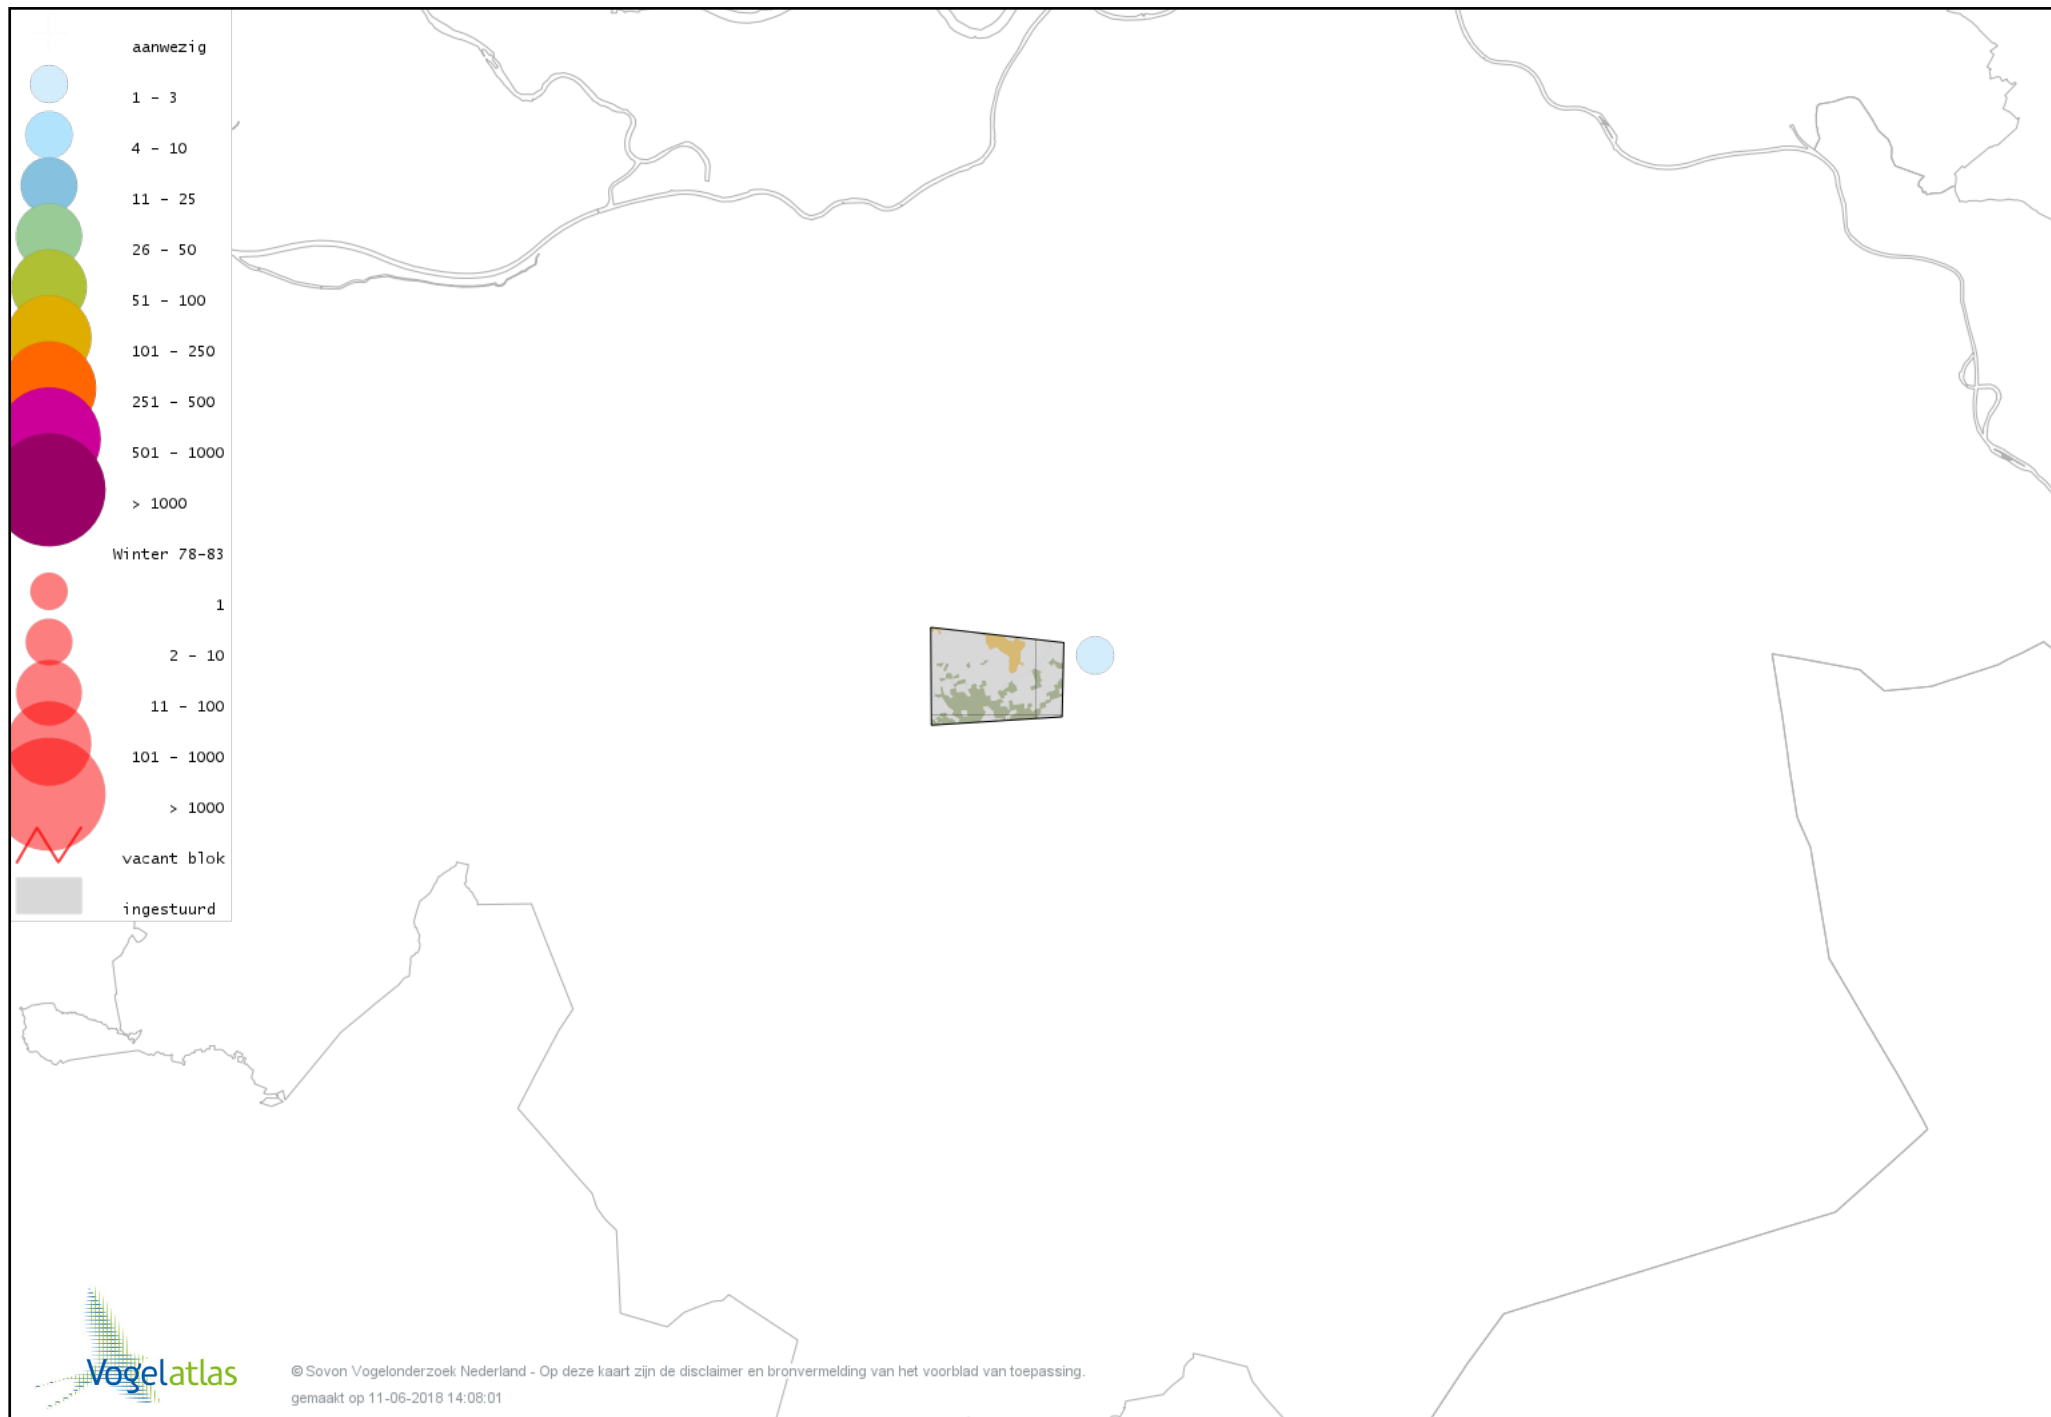 aanwezig
1 - 3
4 - 10
11 - 25
26 - 50
51 - 100
101 - 250
251 - 500
501 - 1000
> 1000
Winter 78-83
1
2 - 10
11 - 100
101 - 1000
> 1000
vacant blok
ingestuurd
Vogelatlas
© Sovon Vogelonderzoek Nederland - Op deze kaart zijn de disclaimer en bronvermelding van het voorblad van toepassing.
gemaakt op 11-06-2018 14:08:01